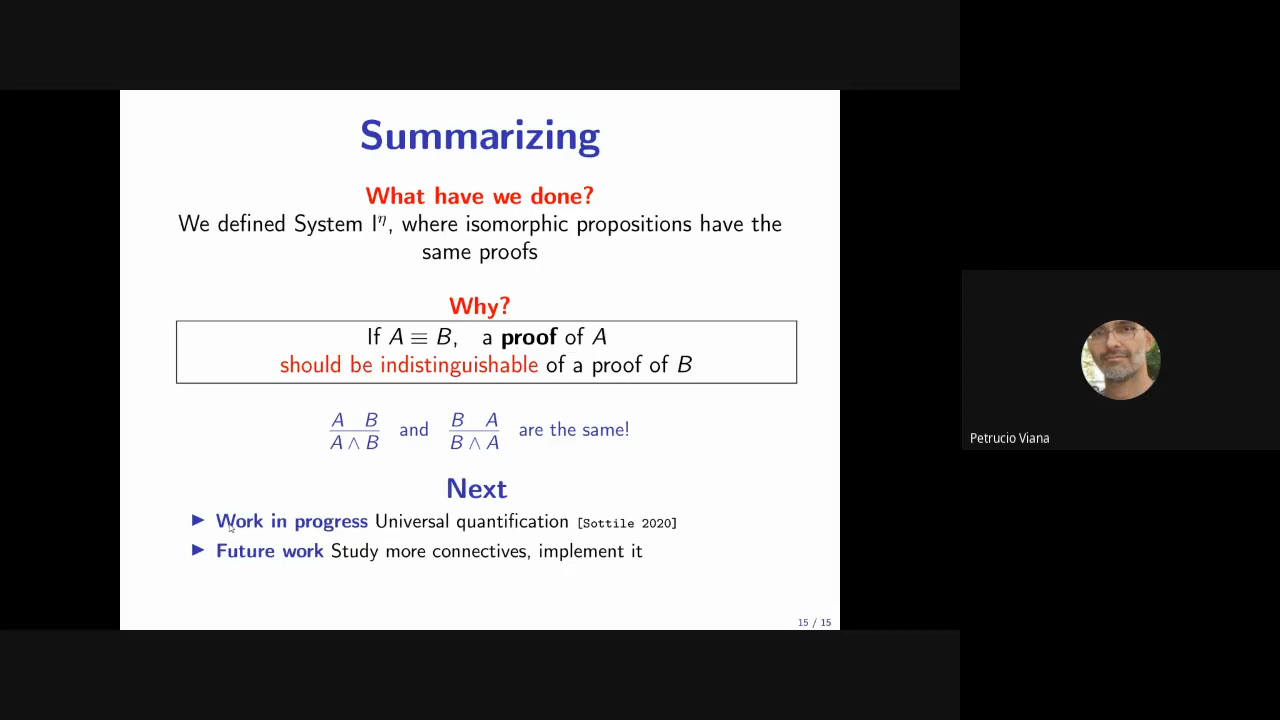 Summarizing
What have we done?
We defined System Iη, where isomorphic propositions have the
same proofs
Why?
If A ≡ B, a proof of A
should be indistinguishable of a proof of B
A B
A ∧ B
and
B A
B ∧ A
are the same!
Next
▶ Work in progress Universal quantification [Sottile 2020]
▶ Future work Study more connectives, implement it
15 / 15
Petrucio Viana